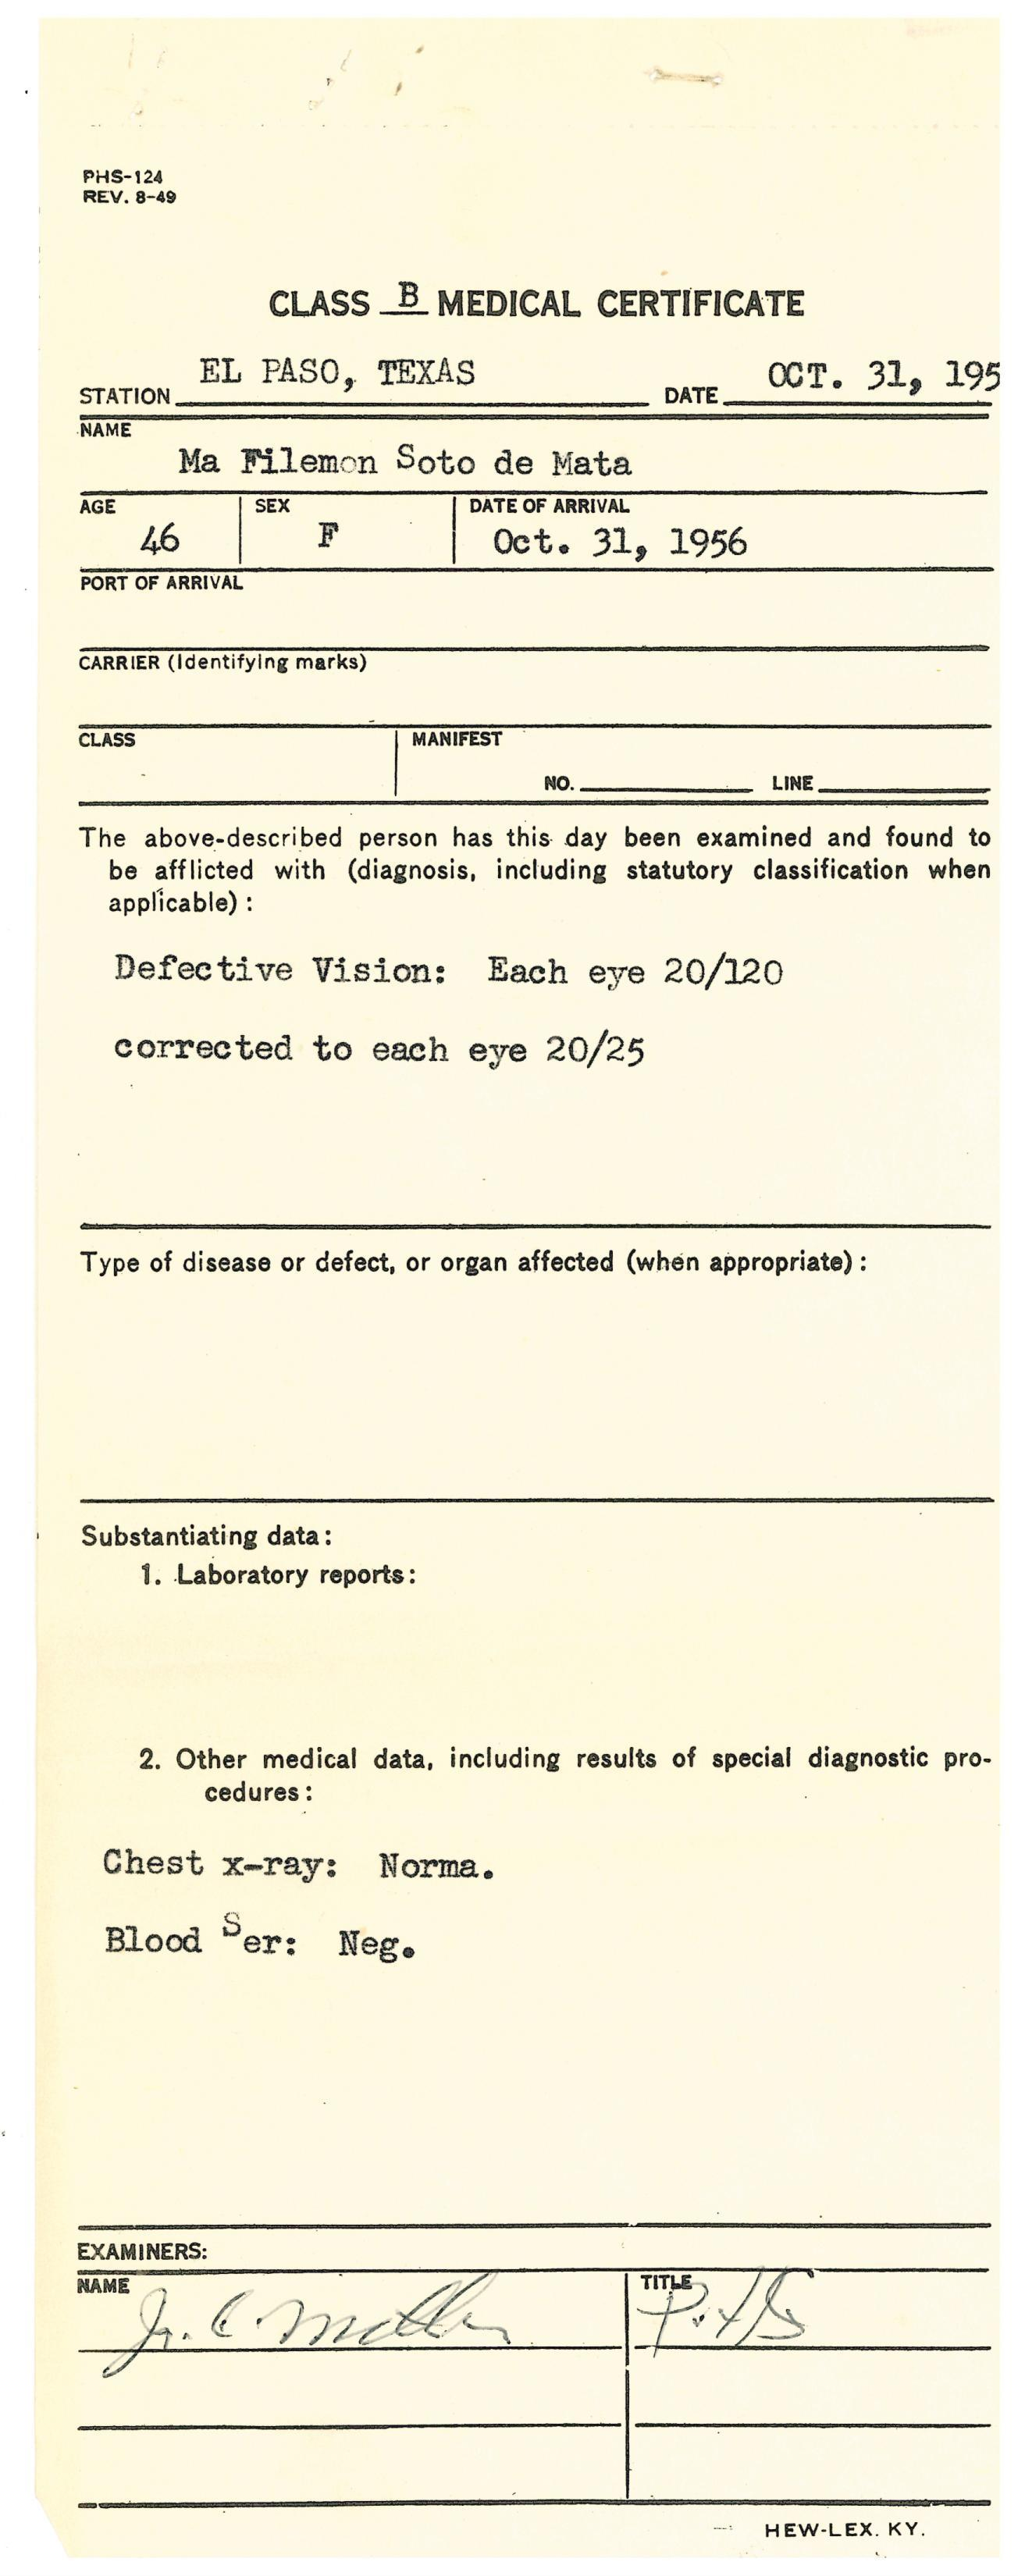 PHS-124
REV. 8-49
CLASS B MEDICAL CERTIFICATE
STATION EL PASO, TEXAS DATE OCT. 31, 195
NAME
Ma Filemon Soto de Mata
AGE SEX DATE OF ARRIVAL
46 F Oct. 31, 1956
PORT OF ARRIVAL
CARRIER (Identifying marks)
CLASS MANIFEST
NO. LINE
The above-described person has this day been examined and found to
be afflicted with (diagnosis, including statutory classification when
applicable):
Defective Vision: Each eye 20/120
corrected to each eye 20/25
Type of disease or defect, or organ affected (when appropriate):
Substantiating data:
1. Laboratory reports:
2. Other medical data, including results of special diagnostic pro-
cedures:
Chest x-ray: Norma.
Blood Ser: Neg.
EXAMINERS:
NAME TITLE
HEW-LEX. KY.